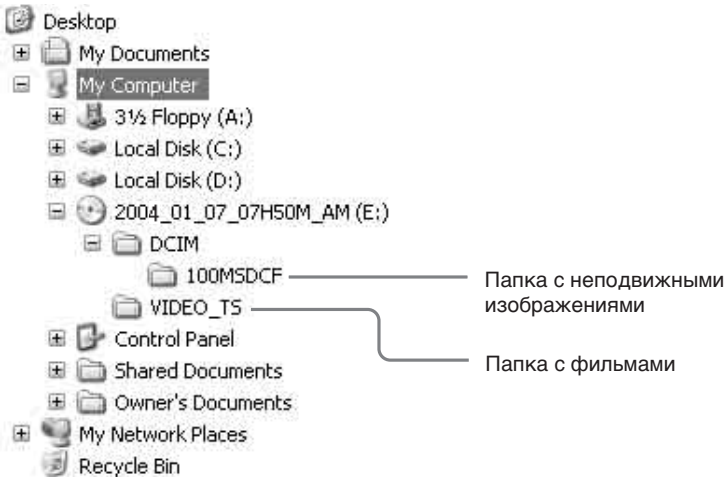 Desktop
My Documents
My Computer
3½ Floppy (A:)
Local Disk (C:)
Local Disk (D:)
2004_01_07_07H50M_AM (E:)
DCIM
100MSDCF
VIDEO_TS
Control Panel
Shared Documents
Owner's Documents
My Network Places
Recycle Bin
Папка с неподвижными
изображениями
Папка с фильмами